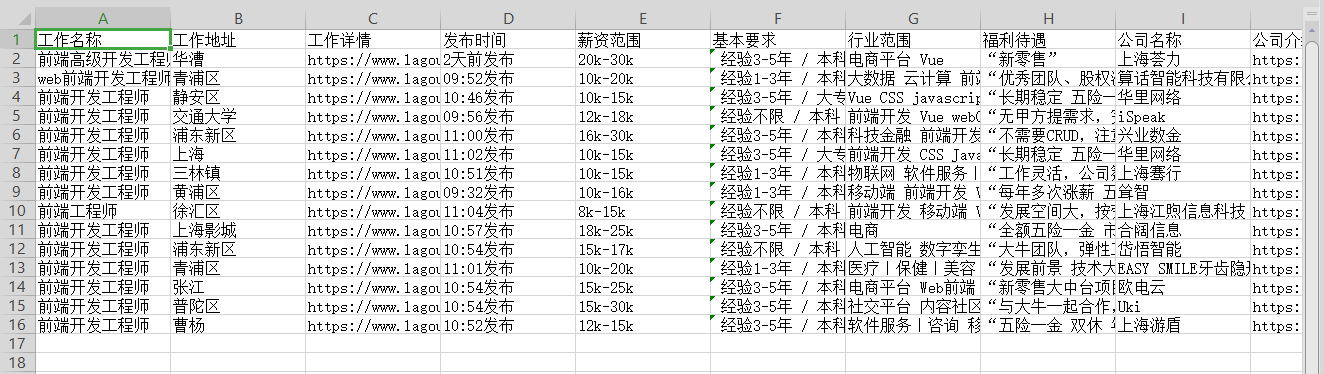 A B C D E F G H I
1 工作名称 工作地址 工作详情 发布时间 薪资范围 基本要求 行业范围 福利待遇 公司名称 公司介
2 前端高级开发工程 华漕 https://www.lagou 2天前发布 20k-30k 经验3-5年 / 本科 电商平台 Vue “新零售” 上海荟力
3 web前端开发工程师 青浦区 https://www.lagou 09:52发布 10k-20k 经验1-3年 / 本科 大数据 云计算 前端 “优秀团队、股权 算话智能科技有限 https:
4 前端开发工程师 静安区 https://www.lagou 10:46发布 10k-15k 经验3-5年 / 大专 Vue CSS javascrip “长期稳定 五险一 华里网络 https:
5 前端开发工程师 交通大学 https://www.lagou 09:56发布 12k-18k 经验不限 / 本科 前端开发 Vue web “无甲方提需求, iSpeak https:
6 前端开发工程师 浦东新区 https://www.lagou 11:00发布 16k-30k 经验3-5年 / 本科 科技金融 前端开发 “不需要CRUD，注 兴业数金 https:
7 前端开发工程师 上海 https://www.lagou 11:02发布 10k-15k 经验3-5年 / 大专 前端开发 CSS Java “长期稳定 五险一 华里网络 https:
8 前端开发工程师 三林镇 https://www.lagou 10:51发布 10k-15k 经验1-3年 / 本科 物联网 软件服务| “工作灵活，公司 上海骞行 https:
9 前端开发工程师 黄浦区 https://www.lagou 09:32发布 10k-16k 经验1-3年 / 本科 移动端 前端开发 “每年多次涨薪 五 耸智 https:
10 前端工程师 徐汇区 https://www.lagou 11:04发布 8k-15k 经验不限 / 本科 前端开发 移动端 “发展空间大，按 上海江煦信息科技 https:
11 前端开发工程师 上海影城 https://www.lagou 10:57发布 18k-25k 经验3-5年 / 本科 电商 “全额五险一金 合阔信息 https:
12 前端开发工程师 浦东新区 https://www.lagou 10:54发布 15k-17k 经验不限 / 本科 人工智能 数字孪生 “大牛团队，弹性 岱悟智能 https:
13 前端开发工程师 青浦区 https://www.lagou 11:01发布 10k-20k 经验1-3年 / 本科 医疗|保健|美容 “发展前景 技术大 EASY SMILE牙齿隐 https:
14 前端开发工程师 张江 https://www.lagou 10:54发布 15k-25k 经验3-5年 / 本科 电商平台 Web前端 “新零售大中台项 欧电云 https:
15 前端开发工程师 普陀区 https://www.lagou 10:54发布 15k-30k 经验3-5年 / 本科 社交平台 内容社区 “与大牛一起合作, Uki https:
16 前端开发工程师 曹杨 https://www.lagou 10:52发布 12k-15k 经验3-5年 / 本科 软件服务|咨询 移 “五险一金 双休 上海游盾 https:
17
18